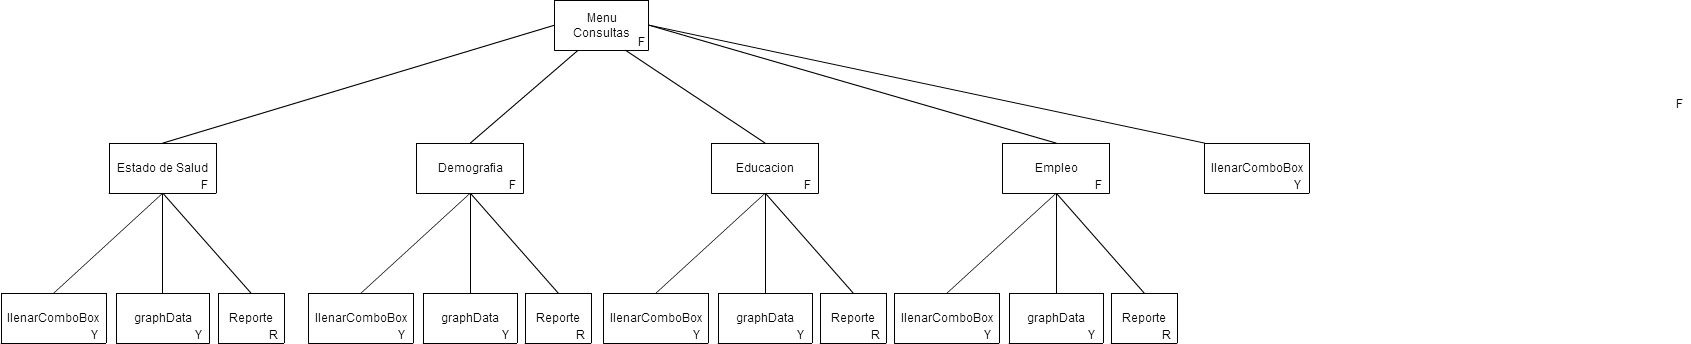 Menu
Consultas
F
F
Estado de Salud
F
Demografia
F
Educacion
F
Empleo
F
llenarComboBox
Y
llenarComboBox
Y
graphData
Y
Reporte
R
llenarComboBox
Y
graphData
Y
Reporte
R
llenarComboBox
Y
graphData
Y
Reporte
R
llenarComboBox
Y
graphData
Y
Reporte
R